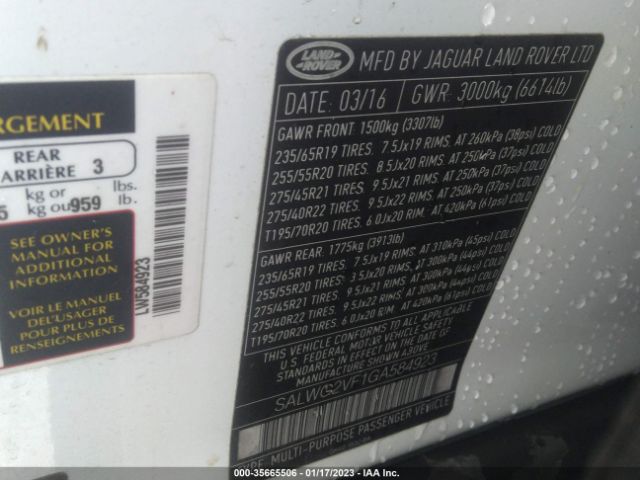 RGEMENT
REAR
ARRIÈRE 3
kg or lbs.
5 kg ou 959 lb.
SEE OWNER'S
MANUAL FOR
ADDITIONAL
INFORMATION
VOIR LE MANUEL
DEL'USAGER
POUR PLUS DE
RENSEIGNEMENTS
LW584923
LAND ROVER
MFD BY JAGUAR LAND ROVER LTD
DATE: 03/16 GWR: 3000kg (6614lb)
GAWR FRONT 1500kg (3307lb)
235/65R19 TIRES. 7.5Jx19 RIMS. AT 260kPa (38psi) COLD
255/55R20 TIRES. 8.5Jx20 RIMS. AT 250kPa (37psi) COLD
275/45R21 TIRES. 9.5Jx21 RIMS. AT 250kPa (37psi) COLD
275/40R22 TIRES. 9.5Jx22 RIMS. AT 250kPa (37psi) COLD
T195/70R20 TIRES. 6.0Jx20 RIM. AT 420kPa (61psi) COLD
GAWR REAR. 1775kg (3913lb)
235/65R19 TIRES. 7.5Jx19 RIMS. AT 310kPa (45psi) COLD
255/55R20 TIRES. 3.5Jx20 RIMS. AT 300kPa (44psi) COLD
275/45R21 TIRES. 9.5Jx21 RIMS. AT 300kPa (44psi) COLD
275/40R22 TIRES. 9.5Jx22 RIMS. AT 300kPa (44psi) COLD
T195/70R20 TIRES. 6.0Jx20 RIM. AT 420kPa (61psi) COLD
THIS VEHICLE CONFORMS TO ALL APPLICABLE
U.S. FEDERAL MOTOR VEHICLE SAFETY
STANDARDS IN EFFECT ON THE DATE OF
MANUFACTURE SHOWN ABOVE
SALWG2VF1GA584923
TYPE: MULTI-PURPOSE PASSENGER VEHICLE
000-35665506 - 01/17/2023 - IAA Inc.